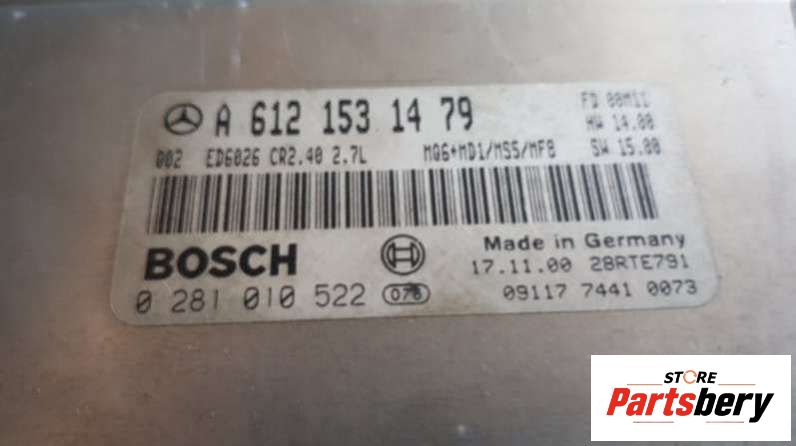 A 612 153 14 79
FD 00M11
HW 14.00
002 ED6026 CR2.40 2.7L MQ6+MD1/MS5/MF8 SW 15.00
BOSCH
Made in Germany
17.11.00 28RTE791
0 281 010 522 076 09117 7441 0073
STORE
Partsbery